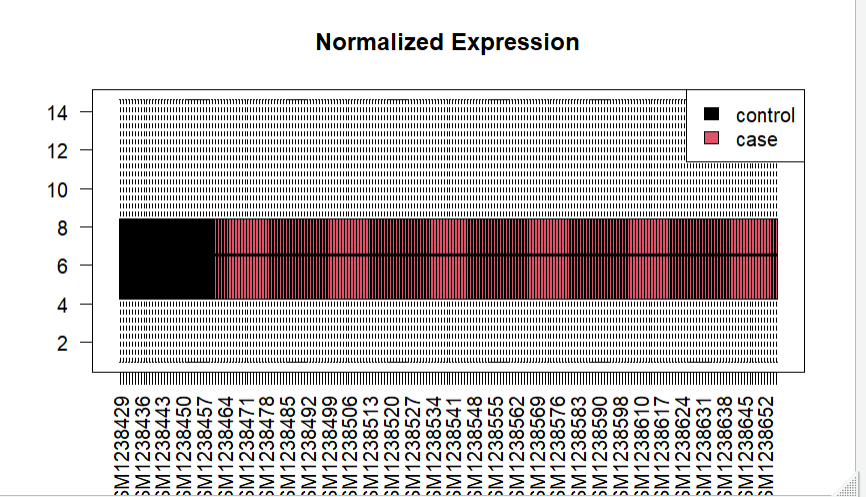 Normalized Expression
control
case
14
12
10
8
6
4
2
SM1238429
SM1238436
SM1238443
SM1238450
SM1238457
SM1238464
SM1238471
SM1238478
SM1238485
SM1238492
SM1238499
SM1238506
SM1238513
SM1238520
SM1238527
SM1238534
SM1238541
SM1238548
SM1238555
SM1238562
SM1238569
SM1238576
SM1238583
SM1238590
SM1238598
SM1238610
SM1238617
SM1238624
SM1238631
SM1238638
SM1238645
SM1238652